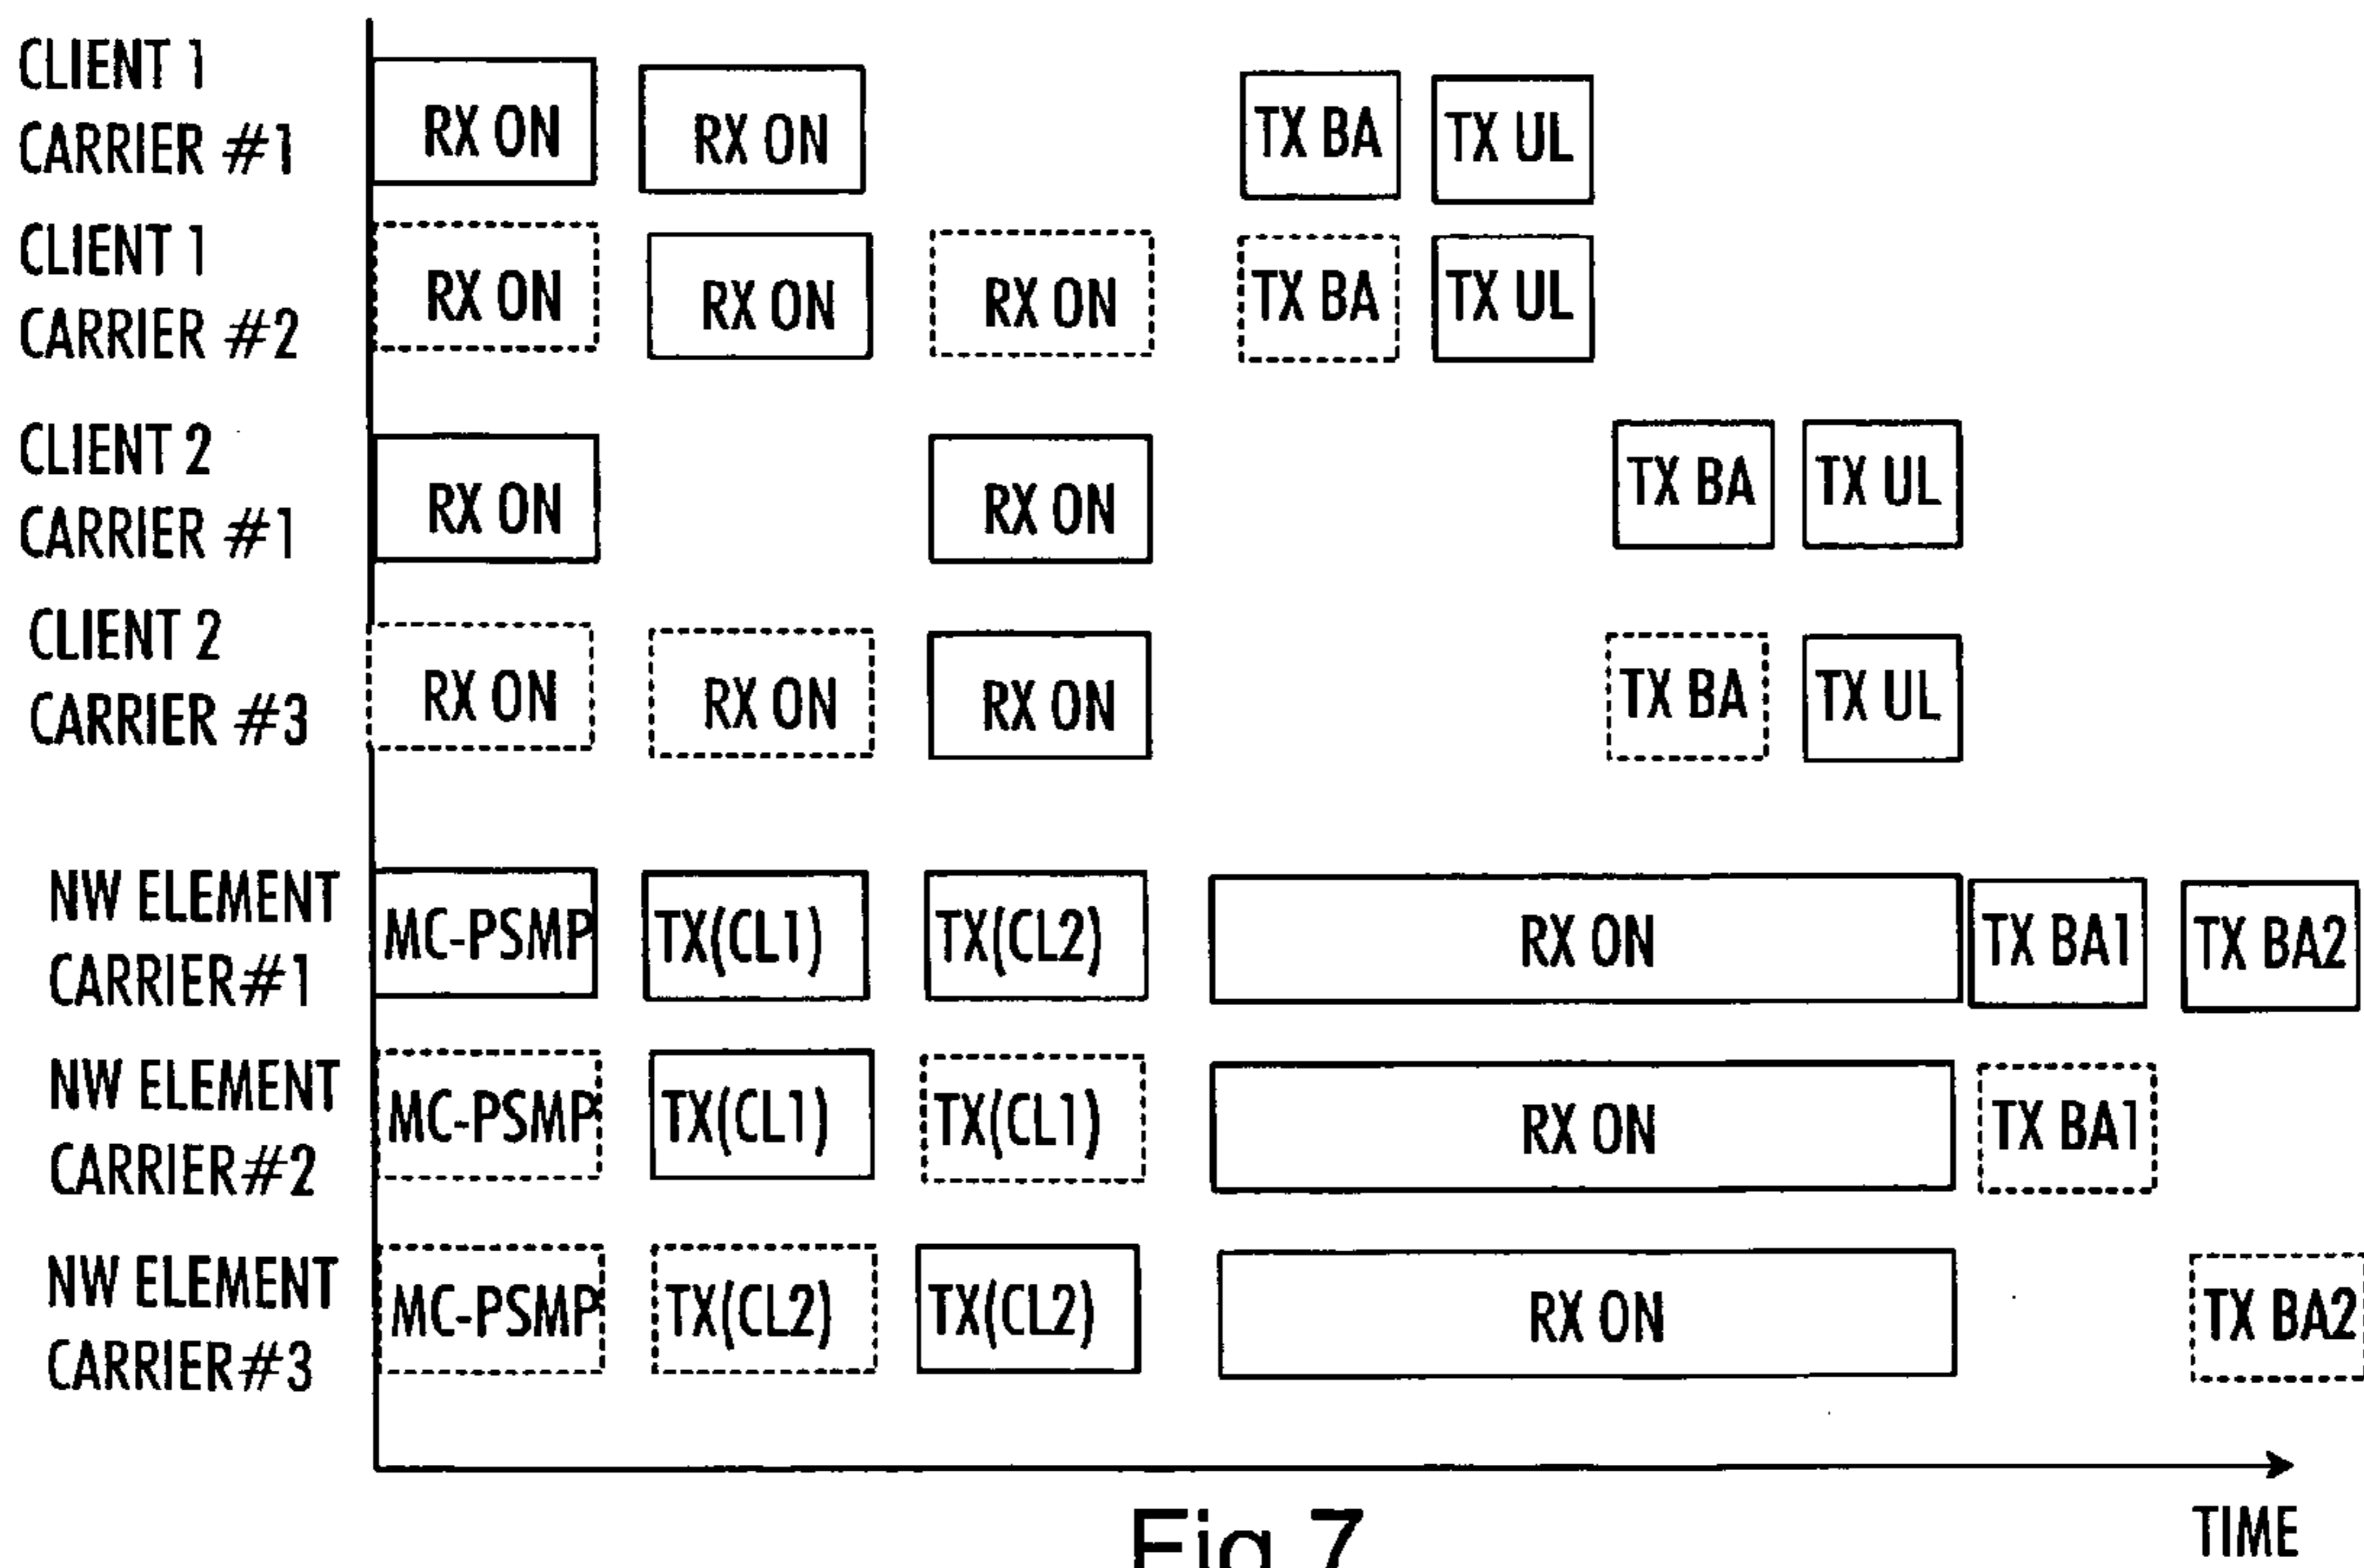 CLIENT 1
CARRIER #1
RX ON
RX ON
TX BA
TX UL
CLIENT 1
CARRIER #2
RX ON
RX ON
RX ON
TX BA
TX UL
CLIENT 2
CARRIER #1
RX ON
RX ON
TX BA
TX UL
CLIENT 2
CARRIER #3
RX ON
RX ON
RX ON
TX BA
TX UL
NW ELEMENT
CARRIER#1
MC-PSMP
TX(CL1)
TX(CL2)
RX ON
TX BA1
TX BA2
NW ELEMENT
CARRIER#2
MC-PSMP
TX(CL1)
TX(CL1)
RX ON
TX BA1
NW ELEMENT
CARRIER#3
MC-PSMP
TX(CL2)
TX(CL2)
RX ON
TX BA2
TIME
Fig 7